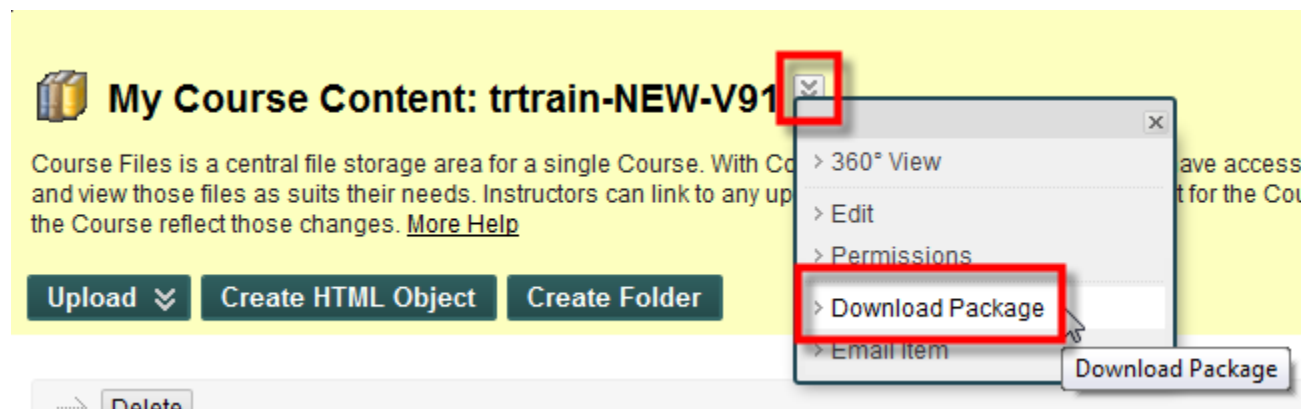 My Course Content: trtrain-NEW-V91
Course Files is a central file storage area for a single Course. With Co
ave access
and view those files as suits their needs. Instructors can link to any up
t for the Cou
the Course reflect those changes. More Help
Upload
Create HTML Object
Create Folder
> 360° View
> Edit
> Permissions
> Download Package
> Email Item
Download Package
Delete